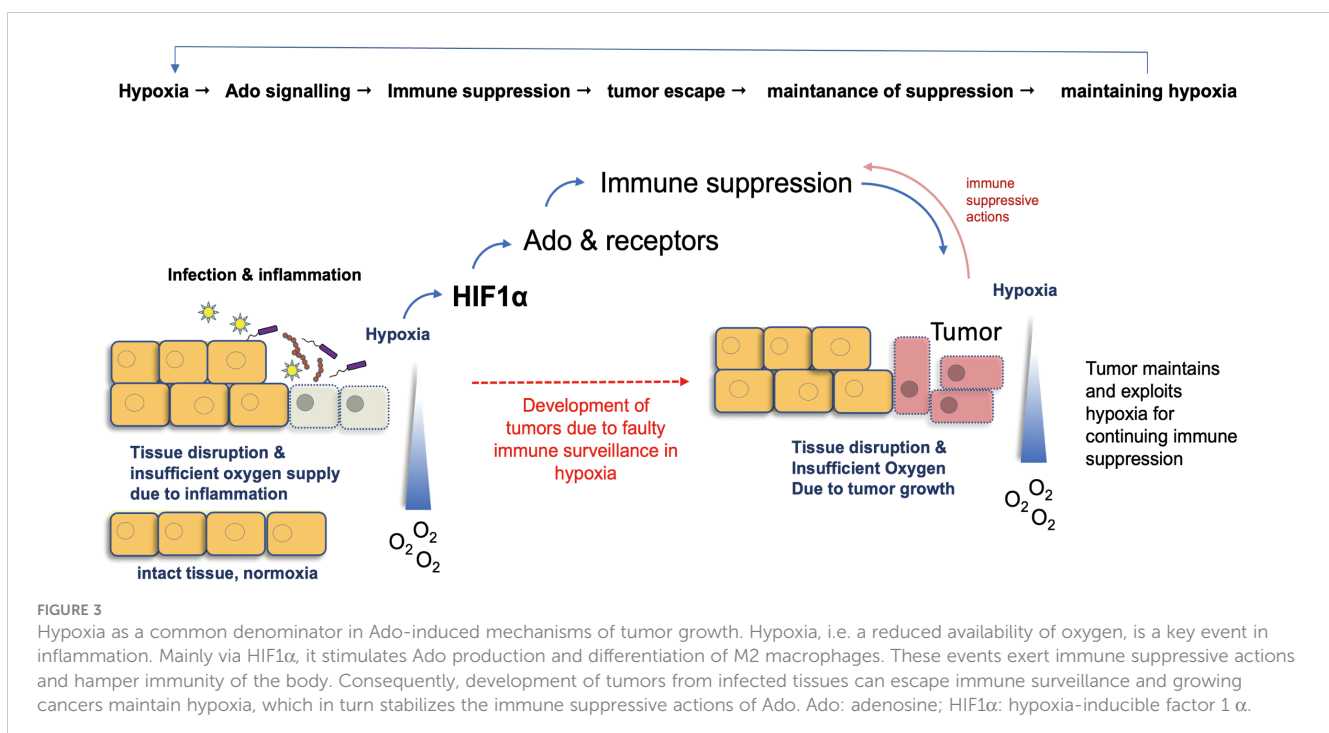 Hypoxia → Ado signalling → Immune suppression → tumor escape → maintanance of suppression → maintaining hypoxia
Immune suppression
immune
suppressive
actions
Ado & receptors
Infection & inflammation
HIF1α
Hypoxia
Hypoxia
Tumor
Development of
tumors due to faulty
immune surveillance in
hypoxia
Tumor maintains
and exploits
hypoxia for
continuing immune
suppression
Tissue disruption &
insufficient oxygen supply
due to inflammation
Tissue disruption &
Insufficient Oxygen
Due to tumor growth
O₂ O₂
O₂
O₂ O₂
O₂
intact tissue, normoxia
FIGURE 3
Hypoxia as a common denominator in Ado-induced mechanisms of tumor growth. Hypoxia, i.e. a reduced availability of oxygen, is a key event in
inflammation. Mainly via HIF1α, it stimulates Ado production and differentiation of M2 macrophages. These events exert immune suppressive actions
and hamper immunity of the body. Consequently, development of tumors from infected tissues can escape immune surveillance and growing
cancers maintain hypoxia, which in turn stabilizes the immune suppressive actions of Ado. Ado: adenosine; HIF1α: hypoxia-inducible factor 1 α.